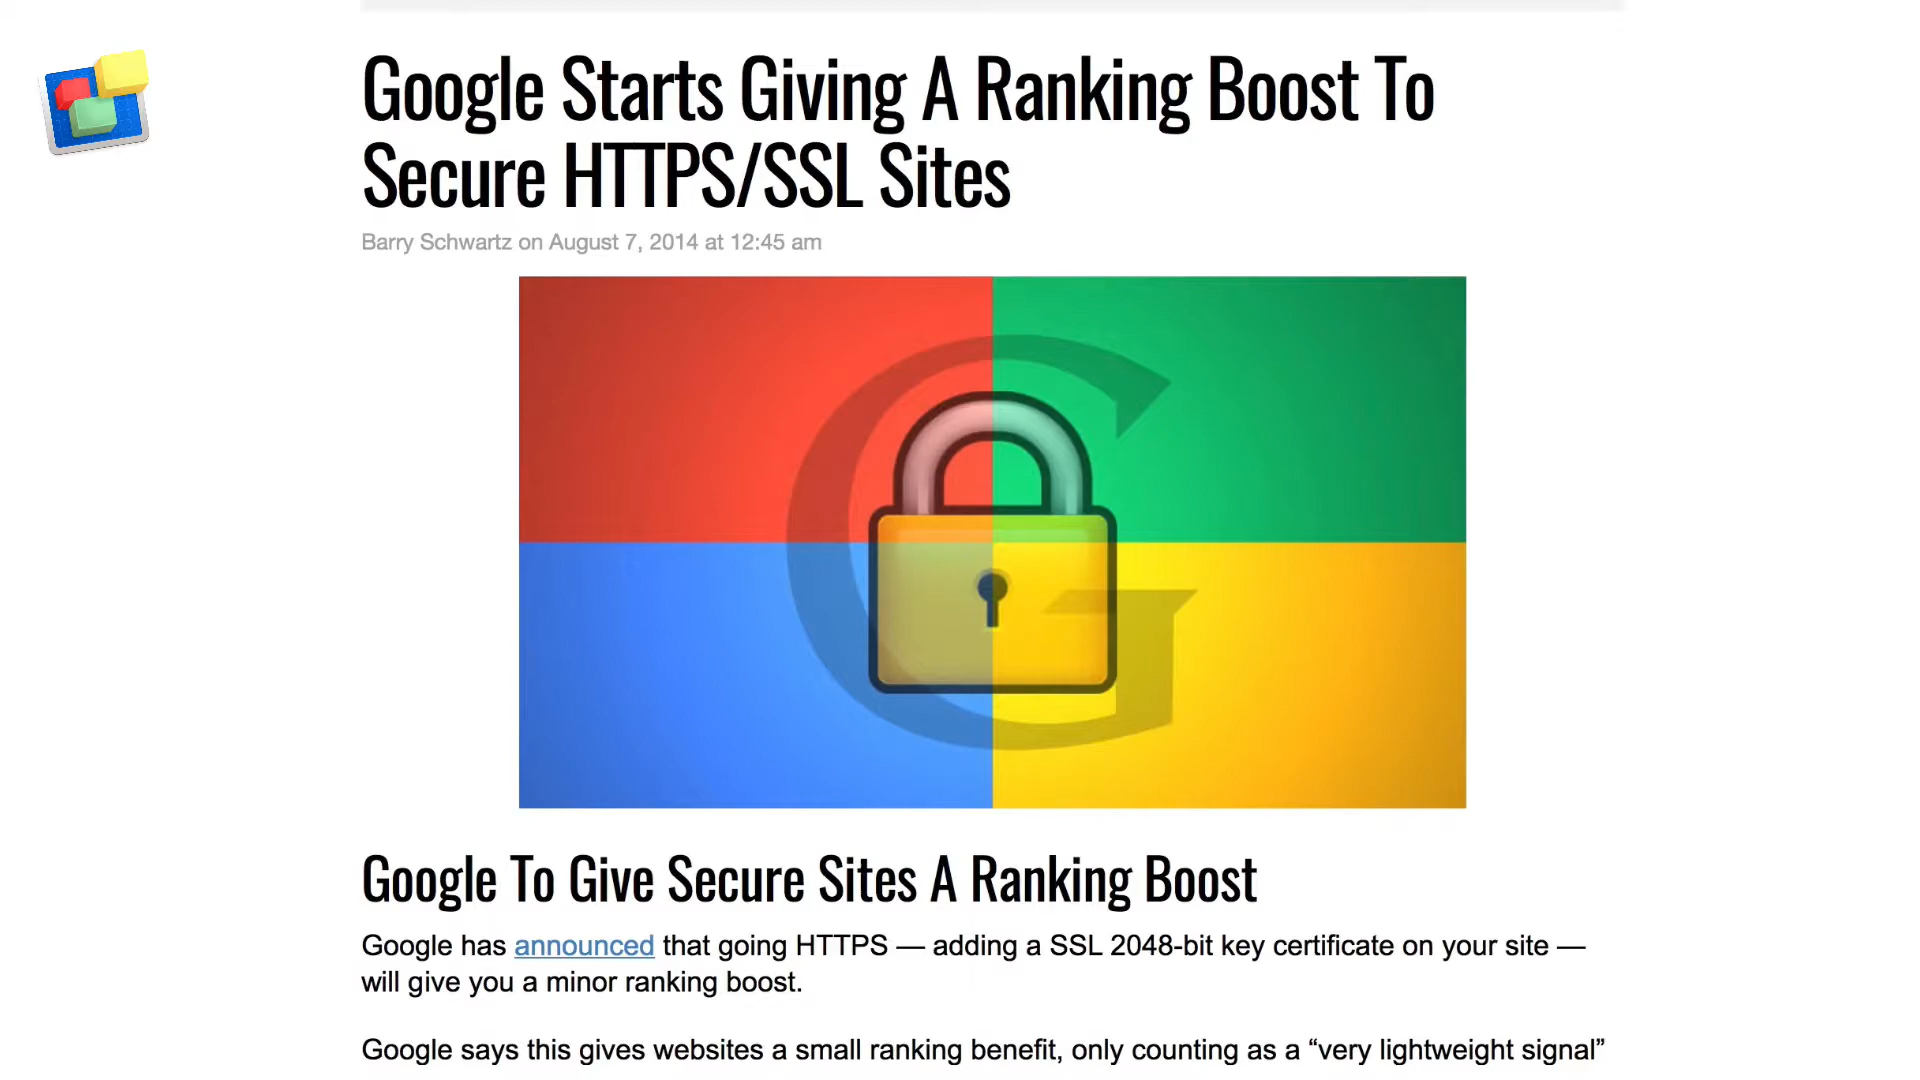 Google Starts Giving A Ranking Boost To
Secure HTTPS/SSL Sites
Barry Schwartz on August 7, 2014 at 12:45 am
G
Google To Give Secure Sites A Ranking Boost
Google has announced that going HTTPS — adding a SSL 2048-bit key certificate on your site —
will give you a minor ranking boost.
Google says this gives websites a small ranking benefit, only counting as a “very lightweight signal”